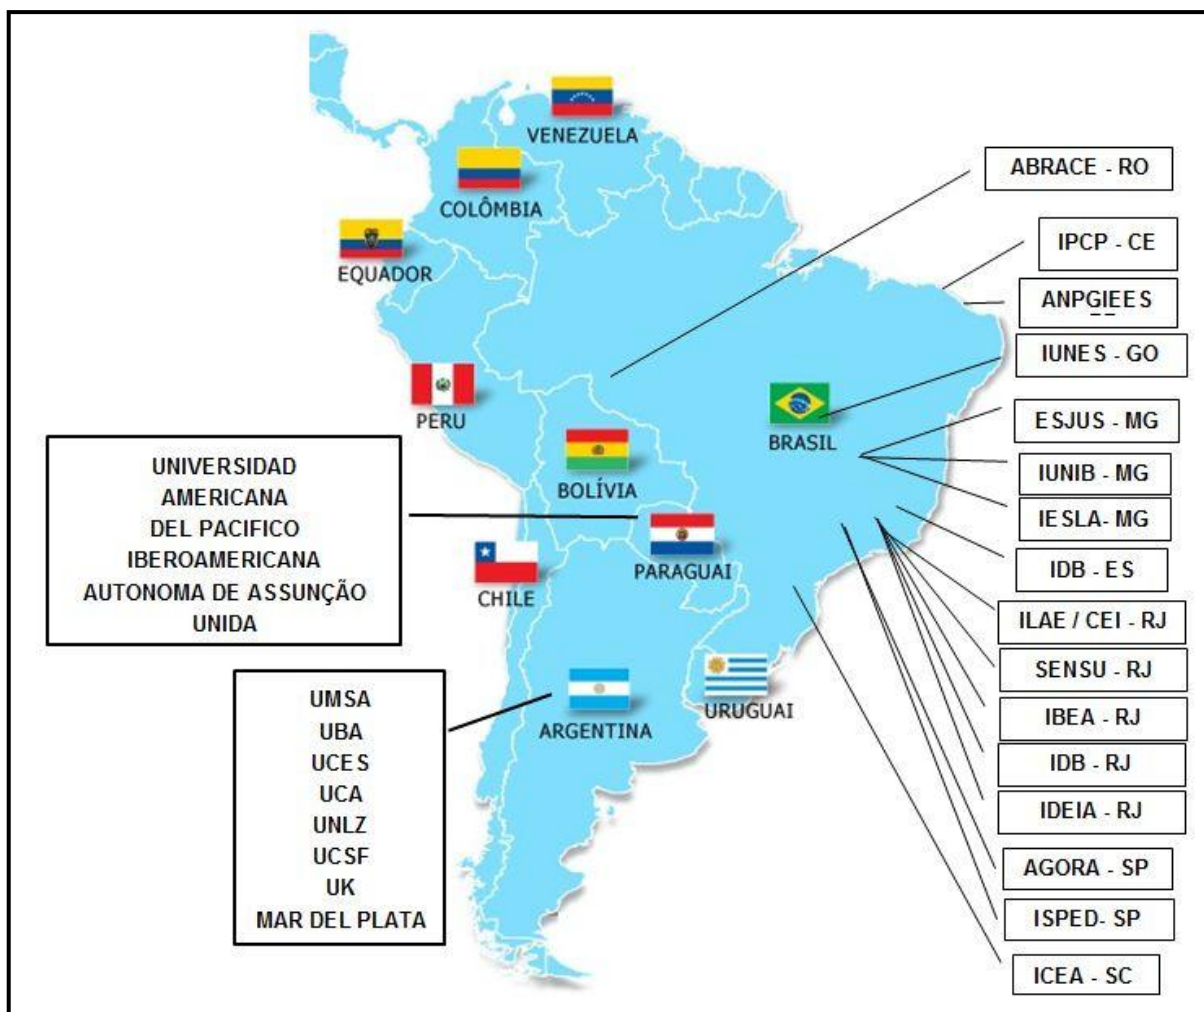 VENEZUELA
COLÔMBIA
EQUADOR
PERU
BRASIL
BOLÍVIA
PARAGUAI
CHILE
URUGUAI
ARGENTINA
UNIVERSIDAD
AMERICANA
DEL PACIFICO
IBEROAMERICANA
AUTONOMA DE ASSUNÇÃO
UNIDA
UMSA
UBA
UCES
UCA
UNLZ
UCSF
UK
MAR DEL PLATA
ABRACE - RO
IPCP - CE
ANPGIEES
IUNES - GO
ESJUS - MG
IUNIB - MG
IESLA- MG
IDB - ES
ILAE / CEI - RJ
SENSU - RJ
IBEA - RJ
IDB - RJ
IDEIA - RJ
AGORA - SP
ISPED- SP
ICEA - SC